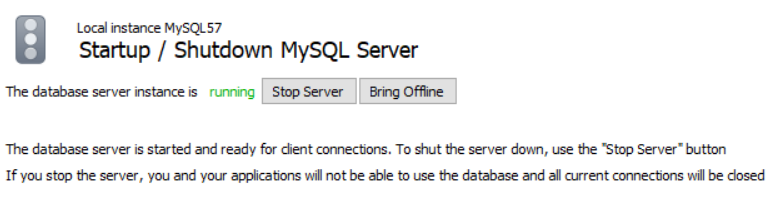 Local instance MySQL57
Startup / Shutdown MySQL Server
The database server instance is running Stop Server Bring Offline
The database server is started and ready for client connections. To shut the server down, use the "Stop Server" button
If you stop the server, you and your applications will not be able to use the database and all current connections will be closed